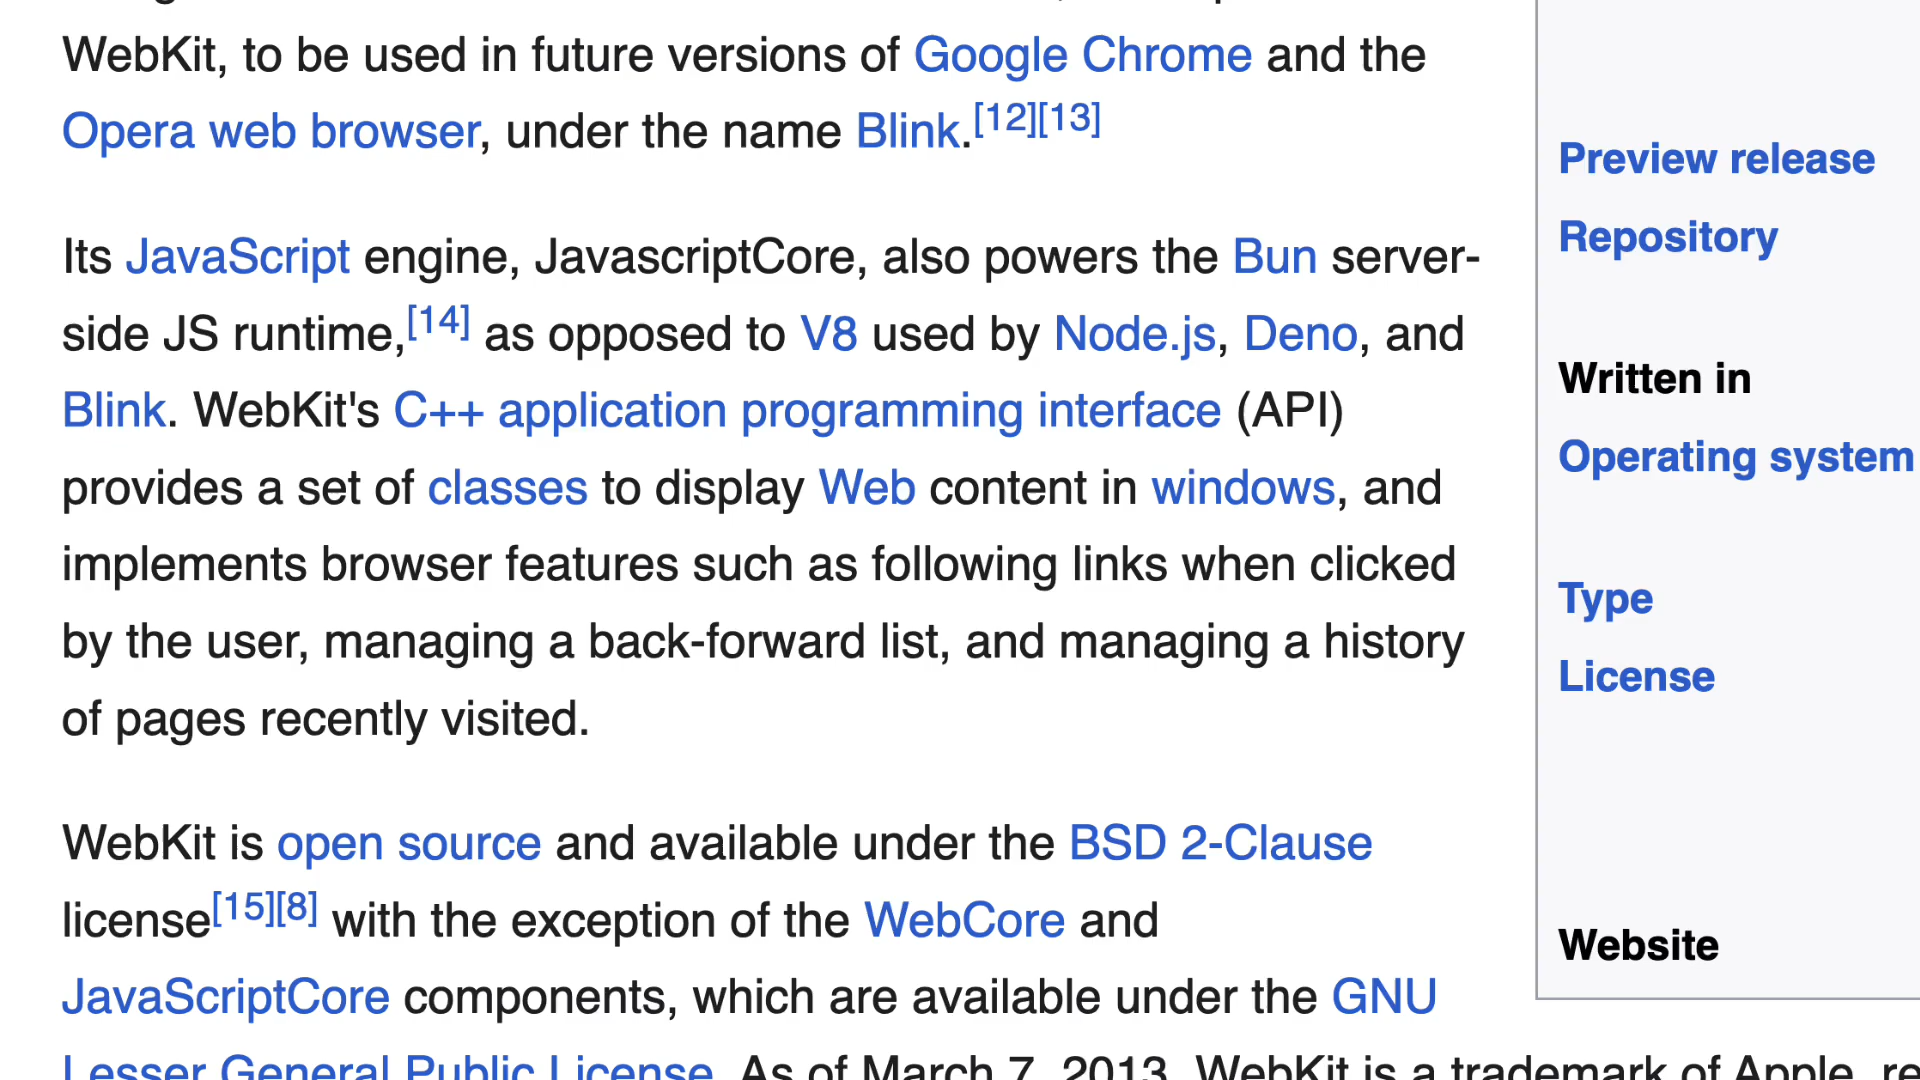 WebKit, to be used in future versions of Google Chrome and the
Opera web browser, under the name Blink.[12][13]
Its JavaScript engine, JavascriptCore, also powers the Bun server-
side JS runtime,[14] as opposed to V8 used by Node.js, Deno, and
Blink. WebKit's C++ application programming interface (API)
provides a set of classes to display Web content in windows, and
implements browser features such as following links when clicked
by the user, managing a back-forward list, and managing a history
of pages recently visited.
WebKit is open source and available under the BSD 2-Clause
license[15][8] with the exception of the WebCore and
JavaScriptCore components, which are available under the GNU
Lesser General Public License. As of March 7, 2013, WebKit is a trademark of Apple, re
Preview release
Repository
Written in
Operating system
Type
License
Website